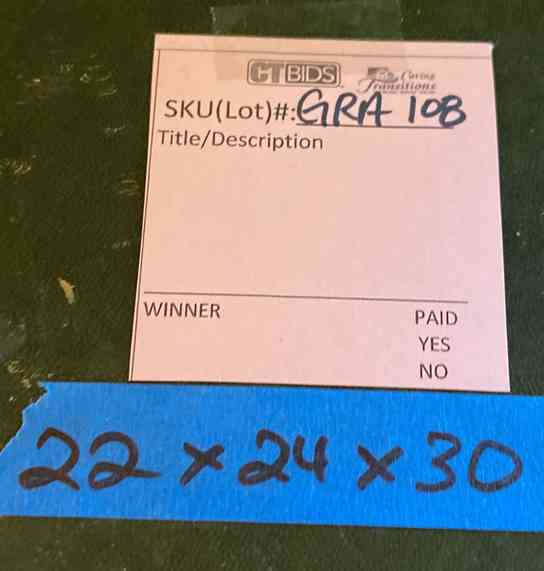 CTBIDS Caring Transitions
SKU(Lot)#: GRA 108
Title/Description
WINNER PAID
YES
NO
22 x 24 x 30